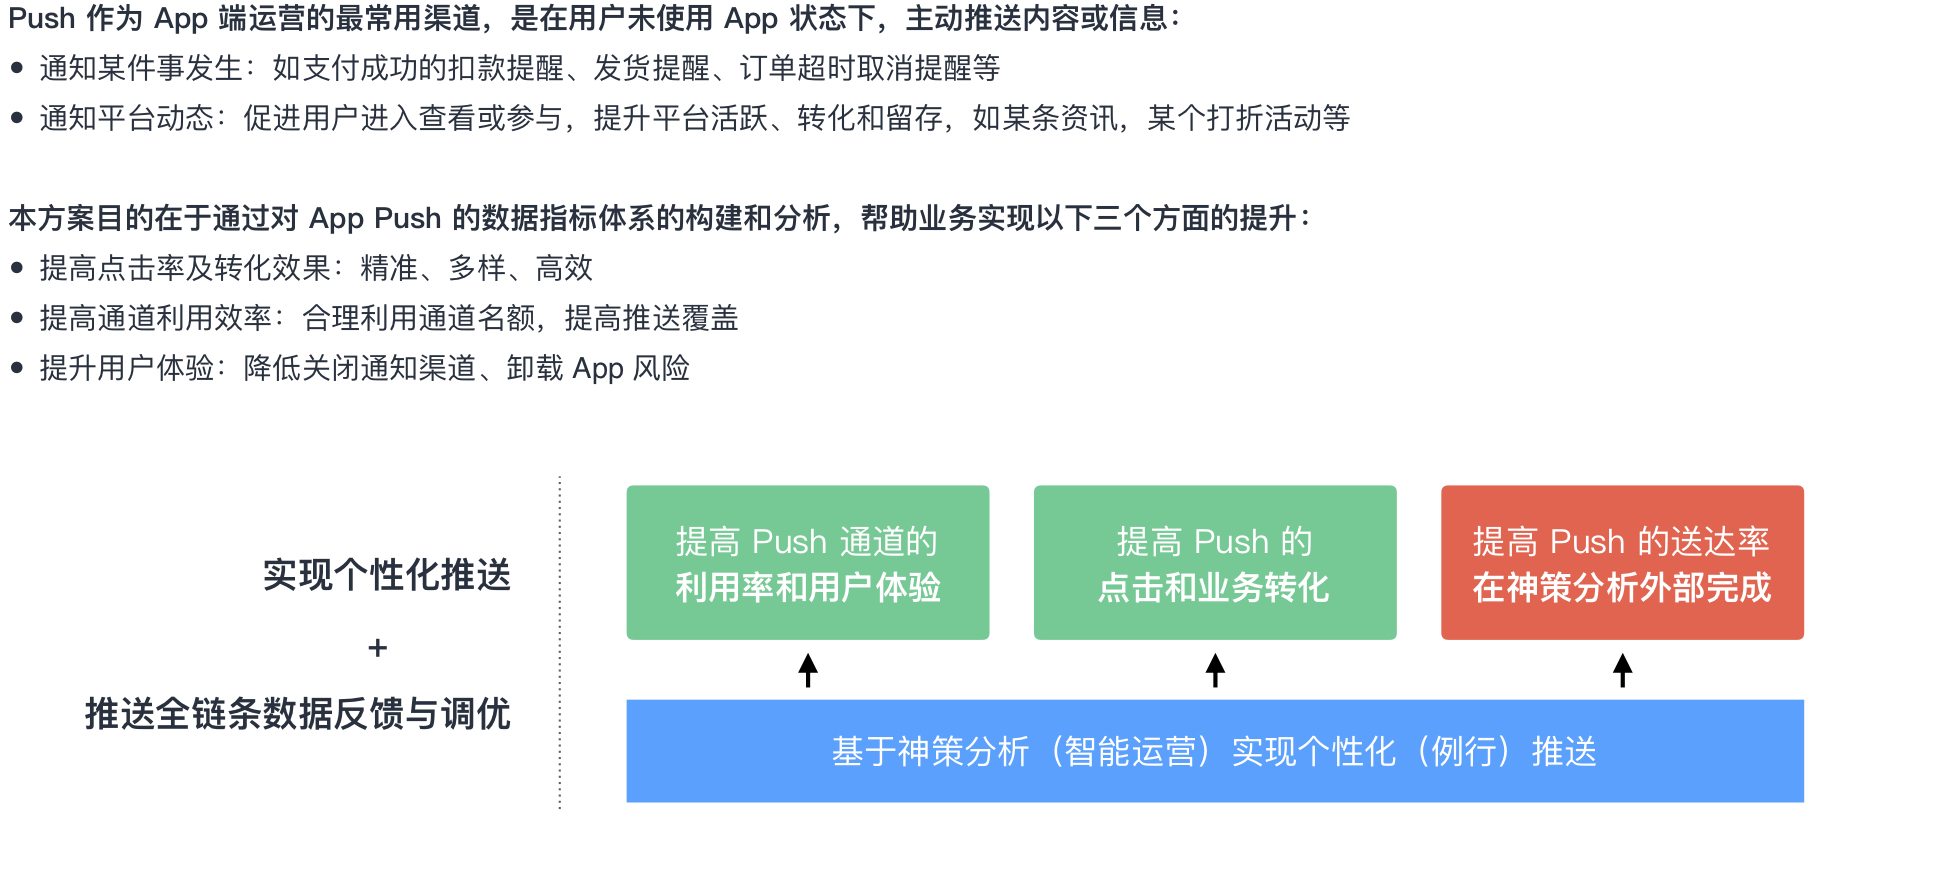 Push 作为 App 端运营的最常用渠道，是在用户未使用 App 状态下，主动推送内容或信息：
● 通知某件事发生：如支付成功的扣款提醒、发货提醒、订单超时取消提醒等
● 通知平台动态：促进用户进入查看或参与，提升平台活跃、转化和留存，如某条资讯，某个打折活动等
本方案目的在于通过对 App Push 的数据指标体系的构建和分析，帮助业务实现以下三个方面的提升：
● 提高点击率及转化效果：精准、多样、高效
● 提高通道利用效率：合理利用通道名额，提高推送覆盖
● 提升用户体验：降低关闭通知渠道、卸载 App 风险
实现个性化推送
+
推送全链条数据反馈与调优
提高 Push 通道的
利用率和用户体验
提高 Push 的
点击和业务转化
提高 Push 的送达率
在神策分析外部完成
基于神策分析（智能运营）实现个性化（例行）推送